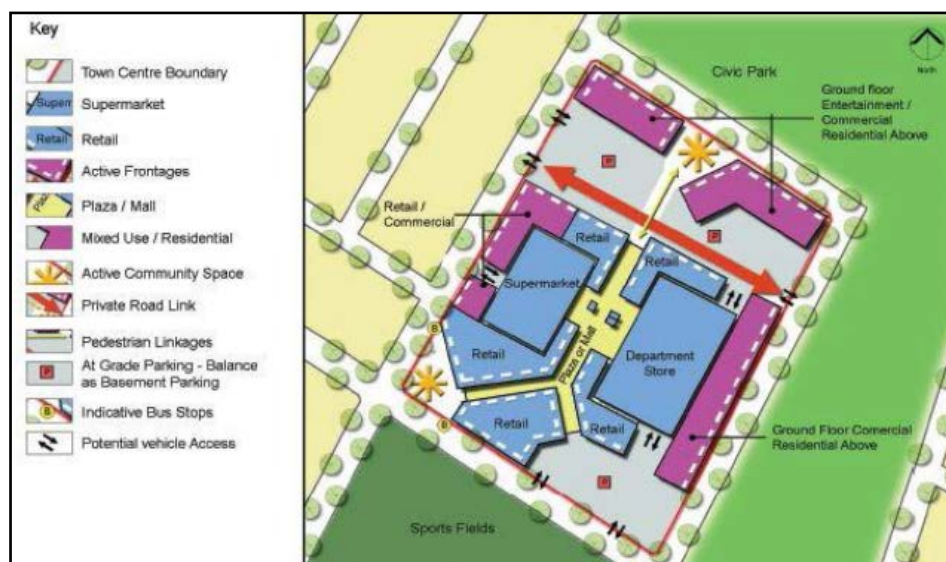 Key
Town Centre Boundary
Super
Supermarket
Retail
Retail
Active Frontages
Plaza / Mall
Mixed Use / Residential
Active Community Space
Private Road Link
Pedestrian Linkages
P
At Grade Parking - Balance
as Basement Parking
B
Indicative Bus Stops
Potential vehicle Access
Civic Park
North
Ground floor
Entertainment /
Commercial
Residential Above
P
Retail /
Commercial
P
Retail
Retail
Supermarket
B
Retail
Plaza or Mall
Department
Store
Retail
Retail
B
Ground Floor Comercial
Residential Above
P
Sports Fields